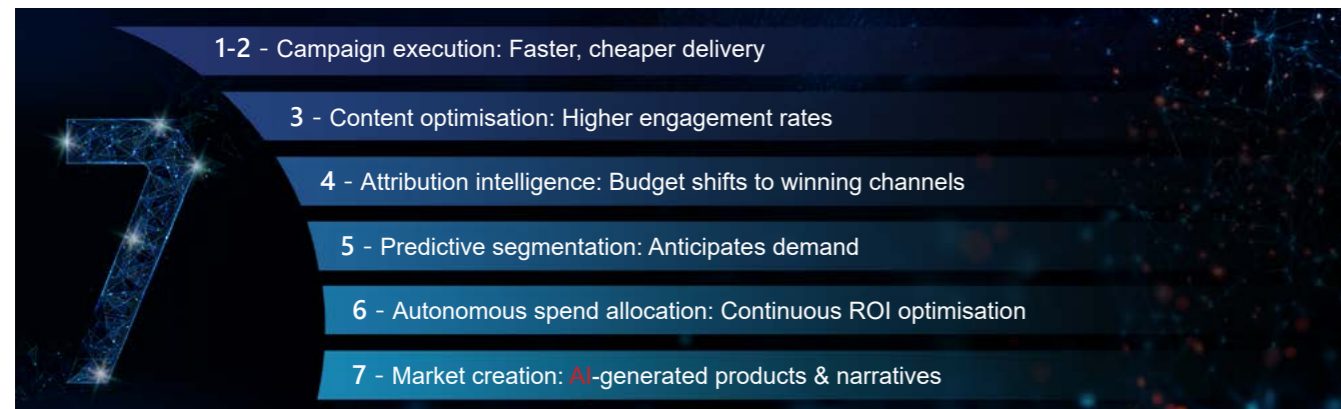 1-2 - Campaign execution: Faster, cheaper delivery
3 - Content optimisation: Higher engagement rates
4 - Attribution intelligence: Budget shifts to winning channels
5 - Predictive segmentation: Anticipates demand
6 - Autonomous spend allocation: Continuous ROI optimisation
7 - Market creation: AI-generated products & narratives
7